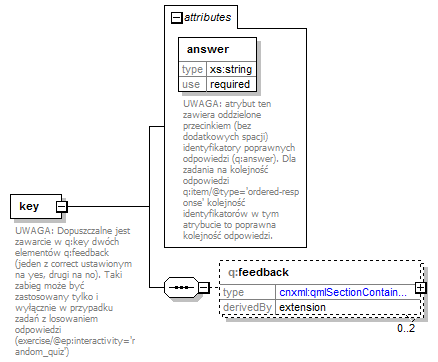 attributes
answer
type xs:string
use required
UWAGA: atrybut ten
zawiera oddzielone
przecinkiem (bez
dodatkowych spacji)
identyfikatory poprawnych
odpowiedzi (q:answer). Dla
zadania na kolejność
odpowiedzi
q:item/@type='ordered-resp
onse' kolejność
identyfikatorów w tym
atrybucie to poprawna
kolejność odpowiedzi.
key
UWAGA: Dopuszczalne jest
zawarcie w q:key dwóch
elementów q:feedback
(jeden z correct ustawionym
na yes, drugi na no). Taki
zabieg może być
zastosowany tylko i
wyłącznie w przypadku
zadań z losowaniem
odpowiedzi
(exercise/@ep:interactivity='r
andom_quiz')
q:feedback
type cnxml:qmlSectionContain...
derivedBy extension
0..2